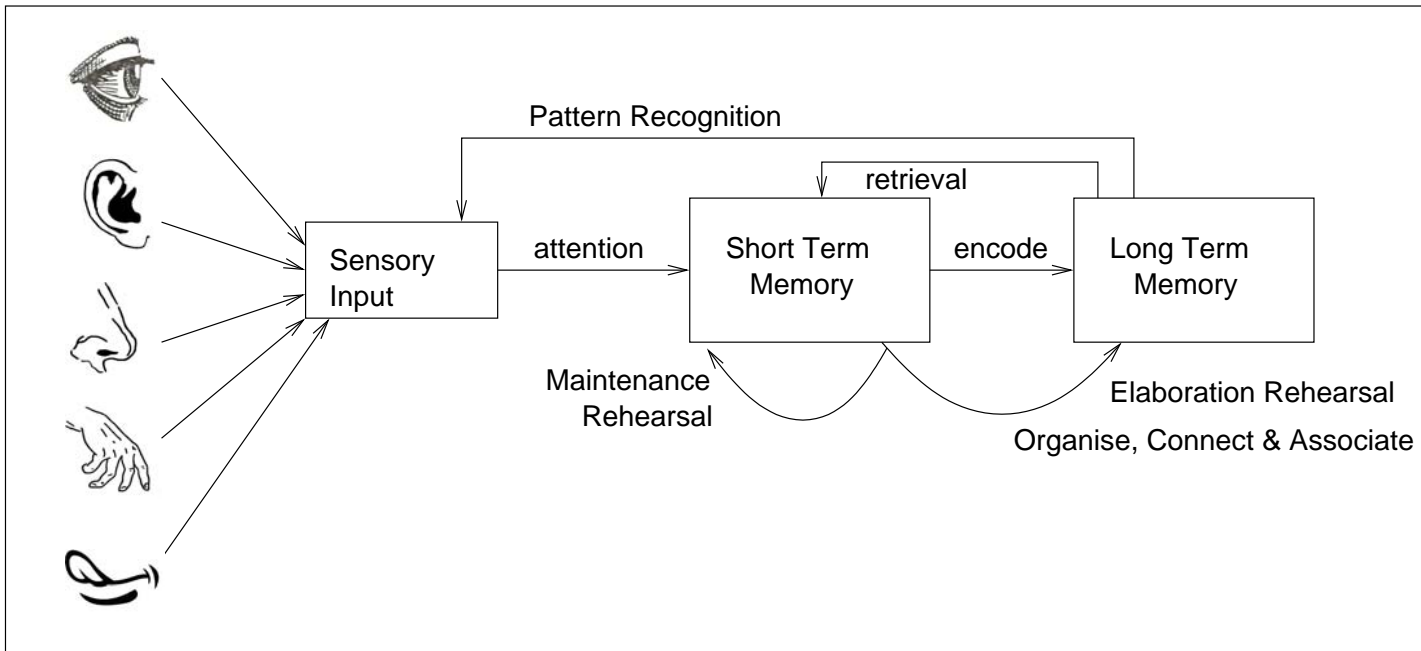 Pattern Recognition
retrieval
Sensory
Input
attention
Short Term
Memory
encode
Long Term
Memory
Maintenance
Rehearsal
Elaboration Rehearsal
Organise, Connect & Associate